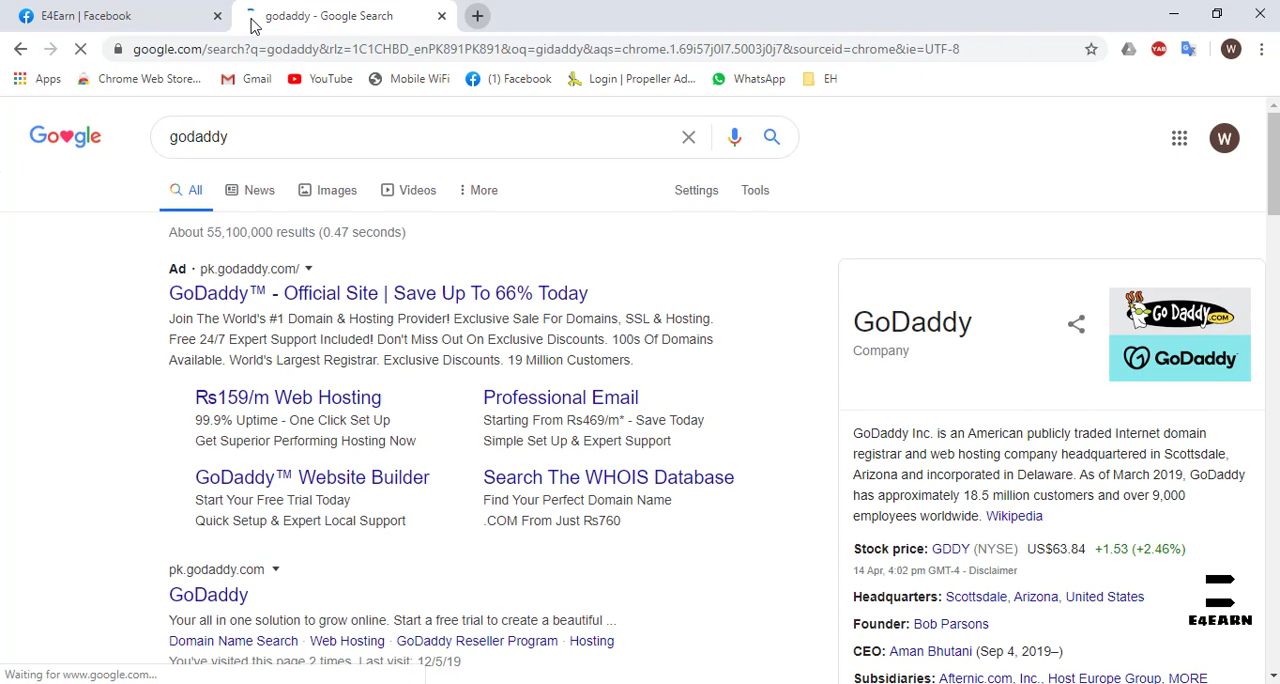 E4Earn | Facebook
godaddy - Google Search
google.com/search?q=godaddy&rlz=1C1CHBD_enPK891PK891&oq=gidaddy&aqs=chrome.1.69i57j0l7.5003j0j7&sourceid=chrome&ie=UTF-8
W
Apps
Chrome Web Store...
Gmail
YouTube
Mobile WiFi
(1) Facebook
Login | Propeller Ad...
WhatsApp
EH
godaddy
W
All
News
Images
Videos
More
Settings
Tools
About 55,100,000 results (0.47 seconds)
Ad · pk.godaddy.com/
GoDaddy™ - Official Site | Save Up To 66% Today
Join The World's #1 Domain & Hosting Provider! Exclusive Sale For Domains, SSL & Hosting.
Free 24/7 Expert Support Included! Don't Miss Out On Exclusive Discounts. 100s Of Domains
Available. World's Largest Registrar. Exclusive Discounts. 19 Million Customers.
Rs159/m Web Hosting
99.9% Uptime - One Click Set Up
Get Superior Performing Hosting Now
Professional Email
Starting From Rs469/m* - Save Today
Simple Set Up & Expert Support
GoDaddy™ Website Builder
Start Your Free Trial Today
Quick Setup & Expert Local Support
Search The WHOIS Database
Find Your Perfect Domain Name
.COM From Just Rs760
pk.godaddy.com
GoDaddy
Your all in one solution to grow online. Start a free trial to create a beautiful ...
Domain Name Search · Web Hosting · GoDaddy Reseller Program · Hosting
You've visited this page 2 times. Last visit: 12/5/19
Waiting for www.google.com...
GoDaddy
Company
Go Daddy.COM
GoDaddy
GoDaddy Inc. is an American publicly traded Internet domain
registrar and web hosting company headquartered in Scottsdale,
Arizona and incorporated in Delaware. As of March 2019, GoDaddy
has approximately 18.5 million customers and over 9,000
employees worldwide. Wikipedia
Stock price: GDDY (NYSE) US$63.84 +1.53 (+2.46%)
14 Apr, 4:02 pm GMT-4 - Disclaimer
Headquarters: Scottsdale, Arizona, United States
Founder: Bob Parsons
CEO: Aman Bhutani (Sep 4, 2019–)
Subsidiaries: Afternic.com, Inc., Host Europe Group, MORE
E4EARN